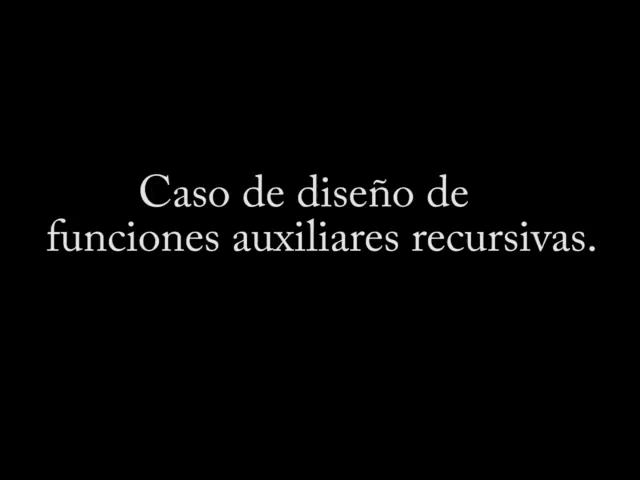 Caso de diseño de
funciones auxiliares recursivas.